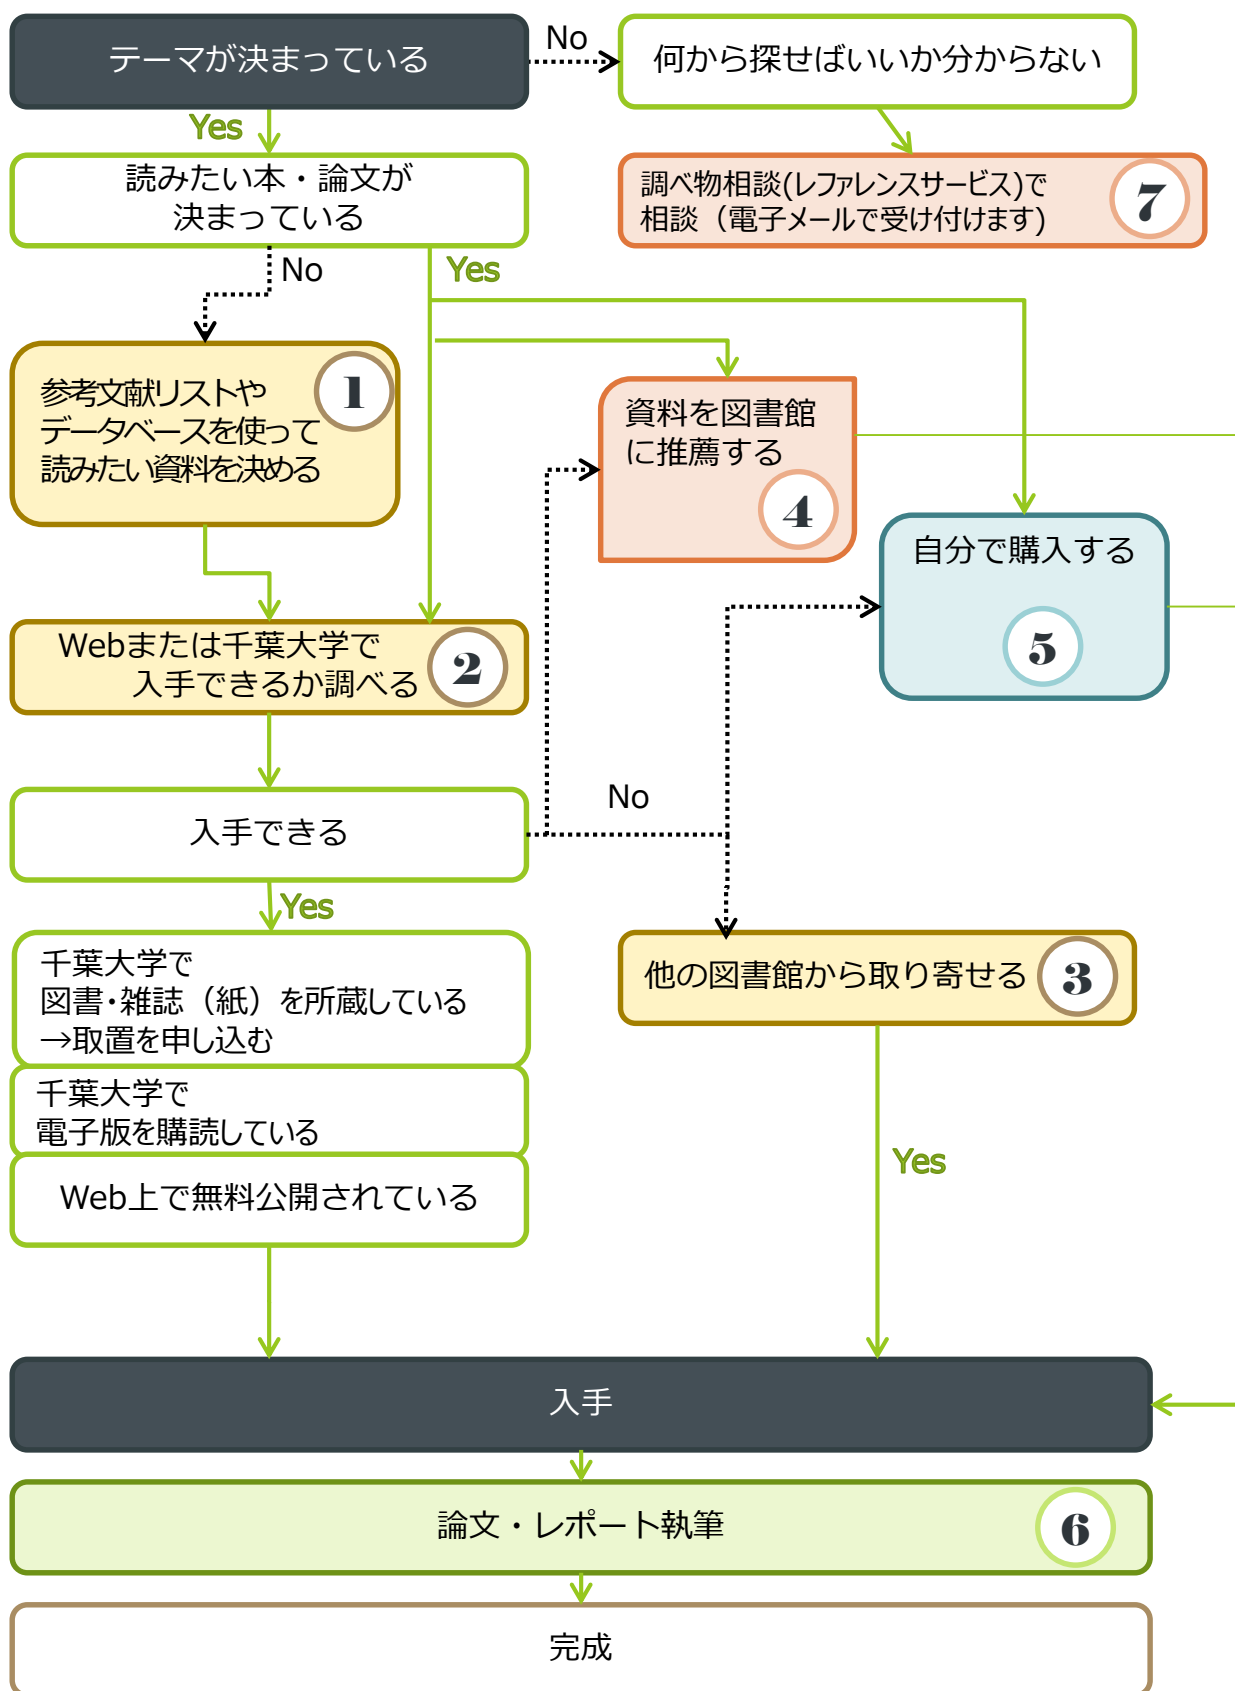 テーマが決まっている
No
何から探せばいいか分からない
Yes
読みたい本・論文が
決まっている
調べ物相談(レファレンスサービス)で
相談（電子メールで受け付けます)
7
No
Yes
参考文献リストや
データベースを使って
読みたい資料を決める
1
資料を図書館
に推薦する
4
自分で購入する
5
Webまたは千葉大学で
入手できるか調べる
2
入手できる
No
Yes
千葉大学で
図書・雑誌（紙）を所蔵している
→取置を申し込む
千葉大学で
電子版を購読している
Web上で無料公開されている
他の図書館から取り寄せる
3
Yes
入手
論文・レポート執筆
6
完成